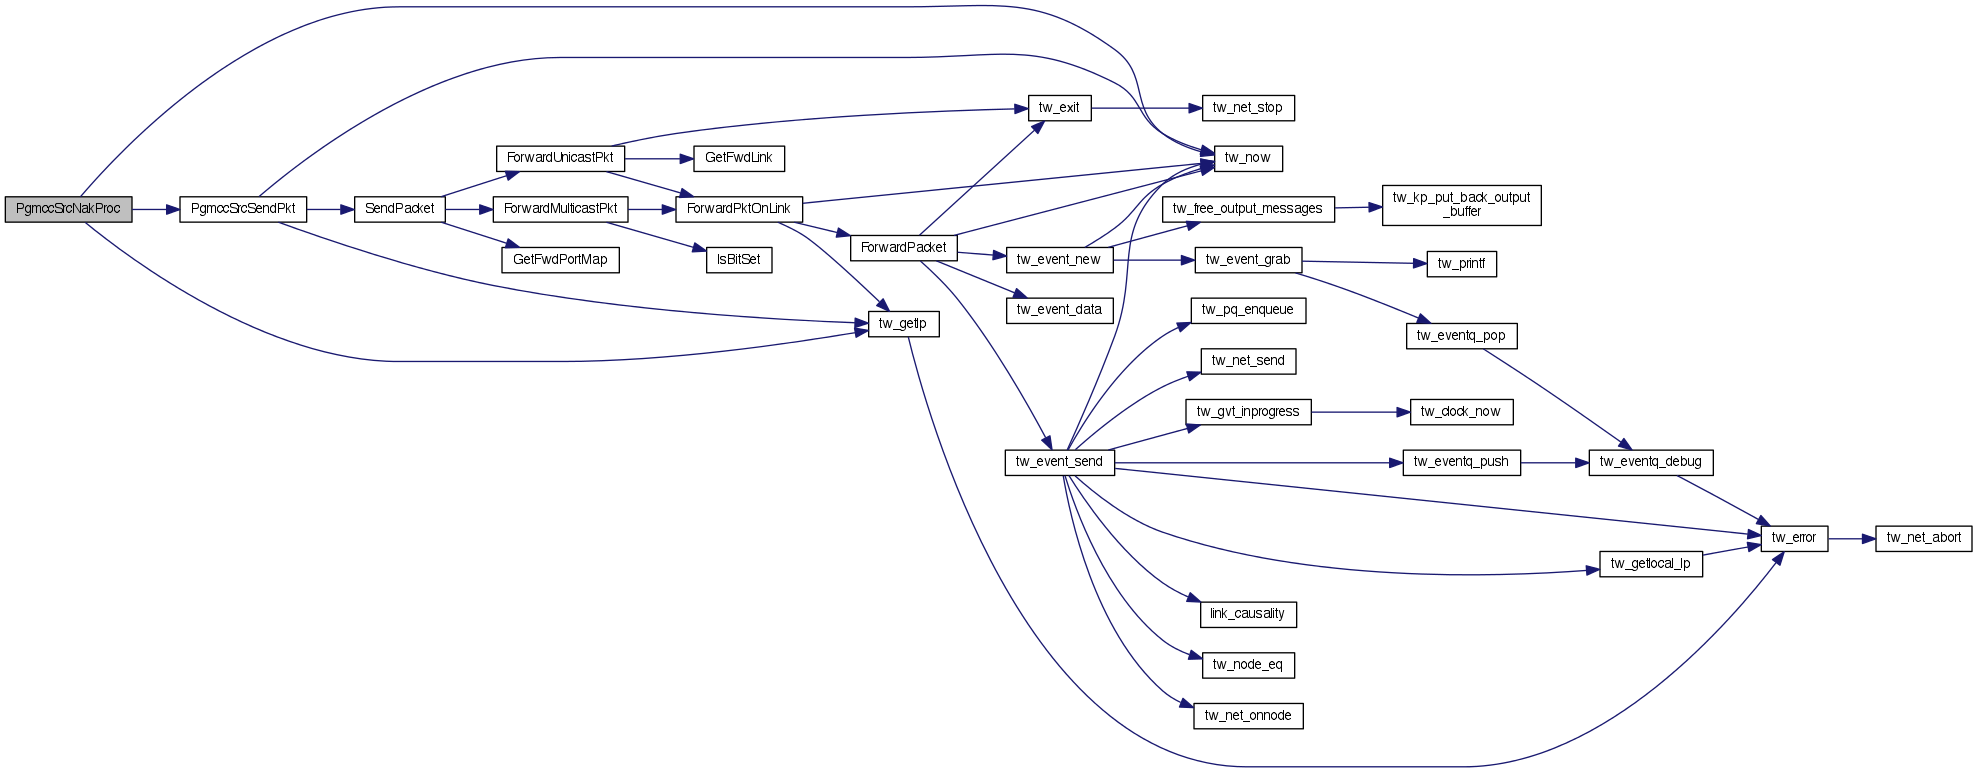 PgmccSrcNakProc
PgmccSrcSendPkt
SendPacket
ForwardUnicastPkt
ForwardMulticastPkt
GetFwdPortMap
GetFwdLink
ForwardPktOnLink
IsBitSet
ForwardPacket
tw_getlp
tw_exit
tw_event_new
tw_event_data
tw_event_send
tw_net_stop
tw_now
tw_free_output_messages
tw_event_grab
tw_pq_enqueue
tw_net_send
tw_gvt_inprogress
link_causality
tw_node_eq
tw_net_onnode
tw_kp_put_back_output
_buffer
tw_printf
tw_eventq_pop
tw_clock_now
tw_eventq_push
tw_eventq_debug
tw_getlocal_lp
tw_error
tw_net_abort